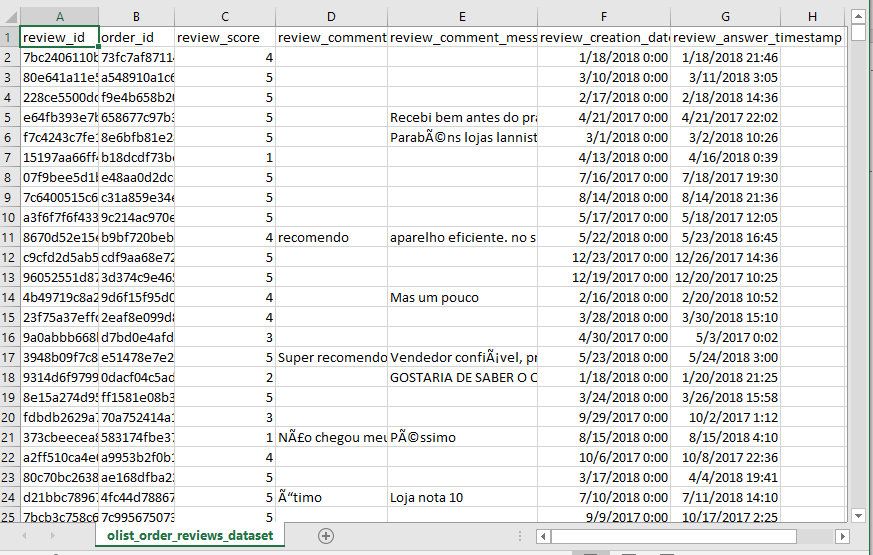 A B C D E F G H
1 review_id order_id review_score review_comment review_comment_mess review_creation_date review_answer_timestamp
2 7bc2406110b 73fc7af8711 4 1/18/2018 0:00 1/18/2018 21:46
3 80e641a11e5 a548910a1c6 5 3/10/2018 0:00 3/11/2018 3:05
4 228ce5500dc f9e4b658b20 5 2/17/2018 0:00 2/18/2018 14:36
5 e64fb393e7b 658677c97b3 5 Recebi bem antes do pra 4/21/2017 0:00 4/21/2017 22:02
6 f7c4243c7fe1 8e6bfb81e2 5 ParabÃ©ns lojas lannist 3/1/2018 0:00 3/2/2018 10:26
7 15197aa66ff4 b18dcdf73be 1 4/13/2018 0:00 4/16/2018 0:39
8 07f9bee5d1b e48aa0d2dc 5 7/16/2017 0:00 7/18/2017 19:30
9 7c6400515c6 c31a859e34e 5 8/14/2018 0:00 8/14/2018 21:36
10 a3f6f7f6f433 9c214ac970e 5 5/17/2017 0:00 5/18/2017 12:05
11 8670d52e15e b9bf720beb 4 recomendo aparelho eficiente. no s 5/22/2018 0:00 5/23/2018 16:45
12 c9cfd2d5ab5 cdf9aa68e72 5 12/23/2017 0:00 12/26/2017 14:36
13 96052551d87 3d374c9e465 5 12/19/2017 0:00 12/20/2017 10:25
14 4b49719c8a2 9d6f15f95d0 4 Mas um pouco 2/16/2018 0:00 2/20/2018 10:52
15 23f75a37effc 2eaf8e099d8 4 3/28/2018 0:00 3/30/2018 15:10
16 9a0abbb668b d7bd0e4afd 3 4/30/2017 0:00 5/3/2017 0:02
17 3948b09f7c8 e51478e7e2 5 Super recomendo Vendedor confiÃ¡vel, pr 5/23/2018 0:00 5/24/2018 3:00
18 9314d6f9799 0dacf04c5ad 2 GOSTARIA DE SABER O 1/18/2018 0:00 1/20/2018 21:25
19 8e15a274d95 ff1581e08b3 5 3/24/2018 0:00 3/26/2018 15:58
20 fdbdb2629a7 70a752414a1 3 9/29/2017 0:00 10/2/2017 1:12
21 373cbeecea8 583174fbe37 1 NÃ£o chegou meu PÃ©ssimo 8/15/2018 0:00 8/15/2018 4:10
22 a2ff510ca4e a9953b2f0b1 4 10/6/2017 0:00 10/8/2017 22:36
23 80c70bc2638 ae168dfba2 5 3/17/2018 0:00 4/4/2018 19:41
24 d21bbc78967 4fc44d78867 5 Ã“timo Loja nota 10 7/10/2018 0:00 7/11/2018 14:10
25 7bcb3c758c6 7c995675073 5 9/9/2017 0:00 10/17/2017 2:25
olist_order_reviews_dataset